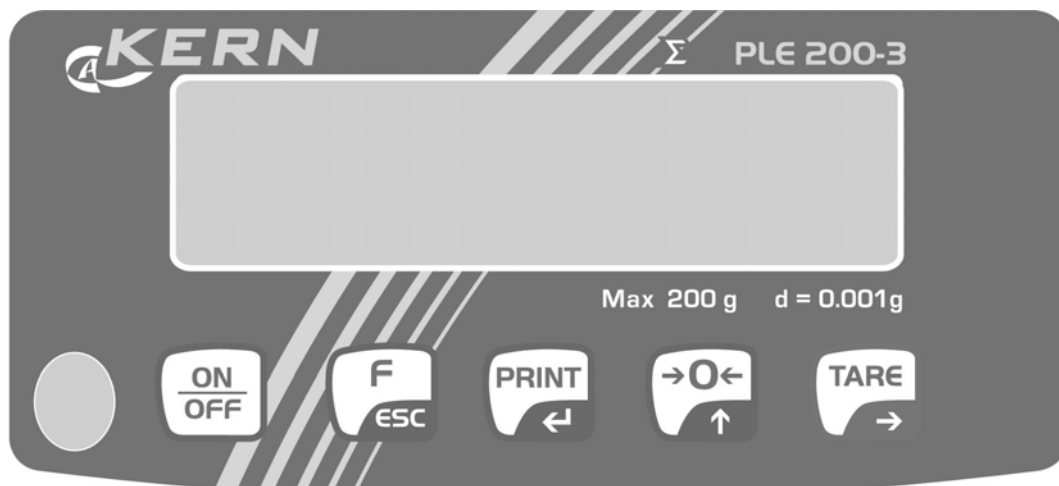 A KERN
Σ PLE 200-3
Max 200 g d = 0.001g
ON
OFF
F
ESC
PRINT
↵
→0←
↑
TARE
→